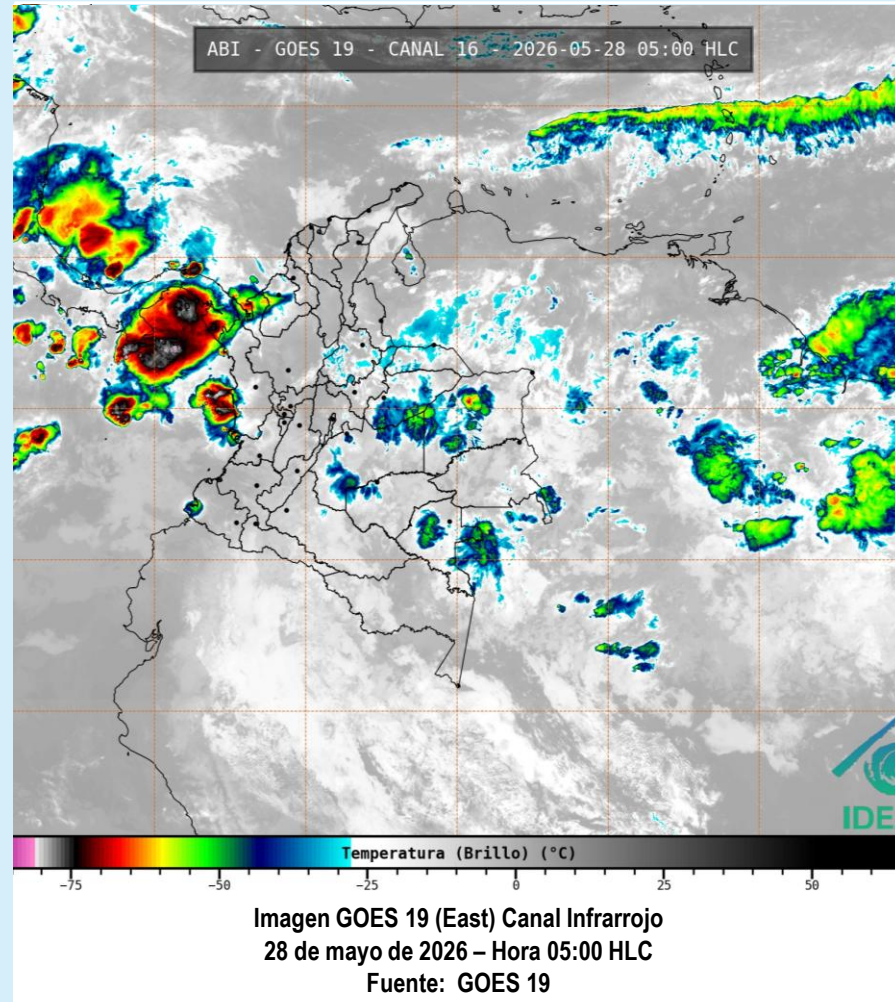 ABI - GOES 19 - CANAL 16 - 2026-05-28 05:00 HLC
IDE
Temperatura (Brillo) (°C)
−75 −50 −25 0 25 50
Imagen GOES 19 (East) Canal Infrarrojo
28 de mayo de 2026 – Hora 05:00 HLC
Fuente: GOES 19